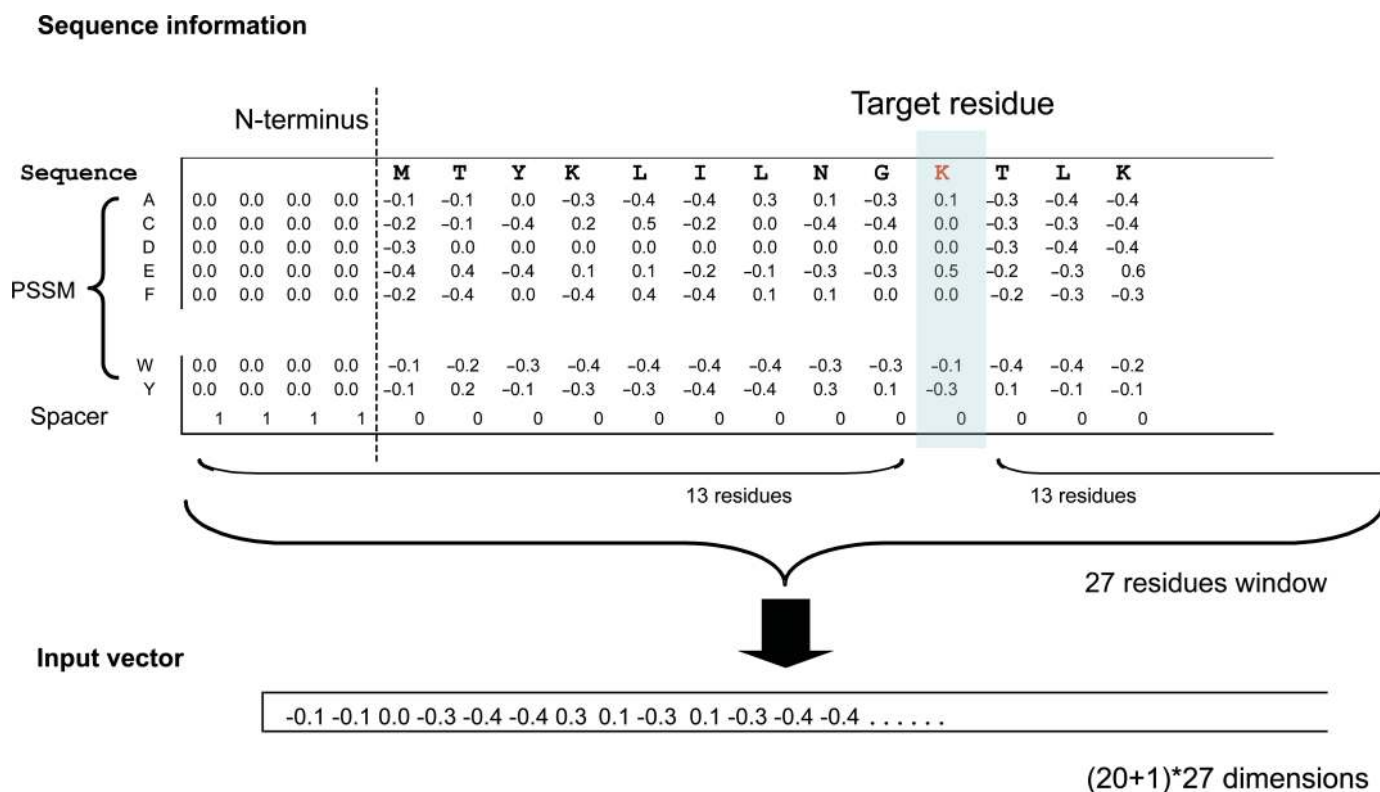 Sequence information
N-terminus
Target residue
Sequence M T Y K L I L N G K T L K
A 0.0 0.0 0.0 0.0 –0.1 –0.1 0.0 –0.3 –0.4 –0.4 0.3 0.1 –0.3 0.1 –0.3 –0.4 –0.4
C 0.0 0.0 0.0 0.0 –0.2 –0.1 –0.4 0.2 0.5 –0.2 0.0 –0.4 –0.4 0.0 –0.3 –0.3 –0.4
D 0.0 0.0 0.0 0.0 –0.3 0.0 0.0 0.0 0.0 0.0 0.0 0.0 0.0 0.0 –0.3 –0.4 –0.4
E 0.0 0.0 0.0 0.0 –0.4 0.4 –0.4 0.1 0.1 –0.2 –0.1 –0.3 –0.3 0.5 –0.2 –0.3 0.6
PSSM
F 0.0 0.0 0.0 0.0 –0.2 –0.4 0.0 –0.4 0.4 –0.4 0.1 0.1 0.0 0.0 –0.2 –0.3 –0.3
W 0.0 0.0 0.0 0.0 –0.1 –0.2 –0.3 –0.4 –0.4 –0.4 –0.4 –0.3 –0.3 –0.1 –0.4 –0.4 –0.2
Y 0.0 0.0 0.0 0.0 –0.1 0.2 –0.1 –0.3 –0.3 –0.4 –0.4 0.3 0.1 –0.3 0.1 –0.1 –0.1
Spacer 1 1 1 1 0 0 0 0 0 0 0 0 0 0 0 0 0
13 residues 13 residues
27 residues window
Input vector
-0.1 -0.1 0.0 -0.3 -0.4 -0.4 0.3 0.1 -0.3 0.1 -0.3 -0.4 -0.4 . . . . . .
(20+1)*27 dimensions